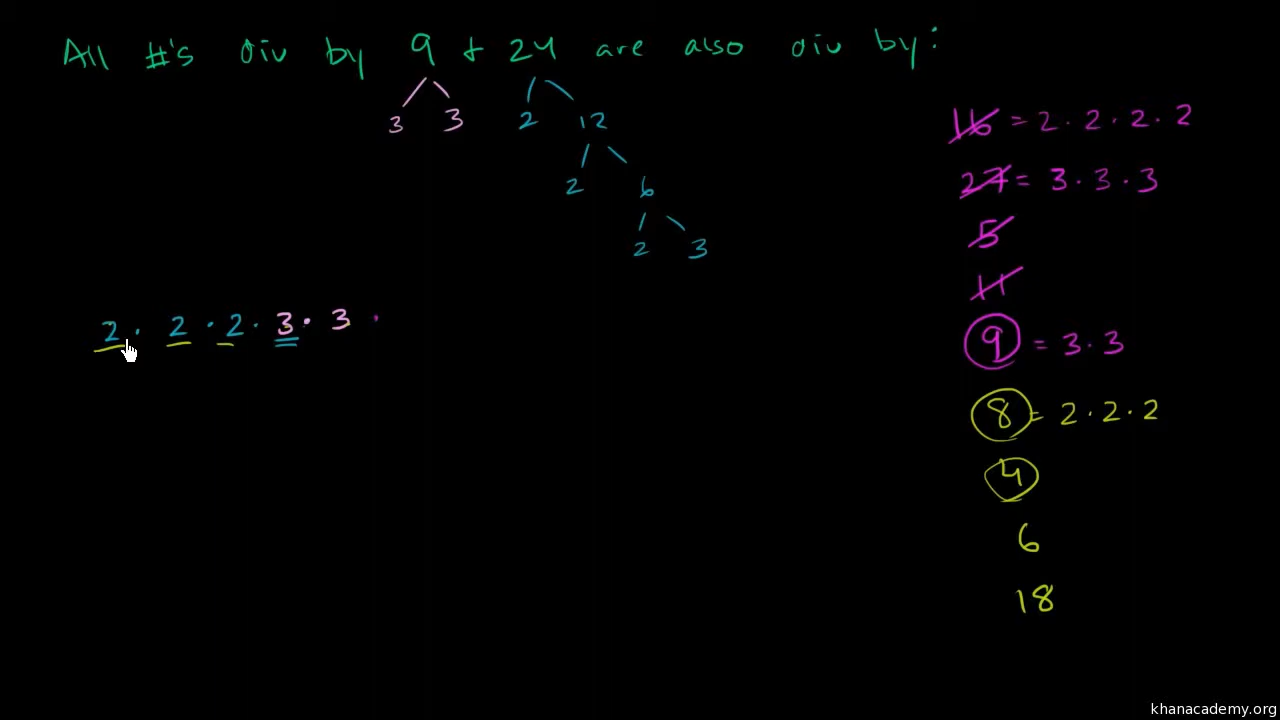 All #'s div by 9 + 24 are also div by:
3 3 2 12
16 = 2 · 2 · 2 · 2
27 = 3 · 3 · 3
2 6
5
2 3
11
2 · 2 · 2 · 3 · 3 ·
9 = 3 · 3
8 = 2 · 2 · 2
4
6
18
khanacademy.org